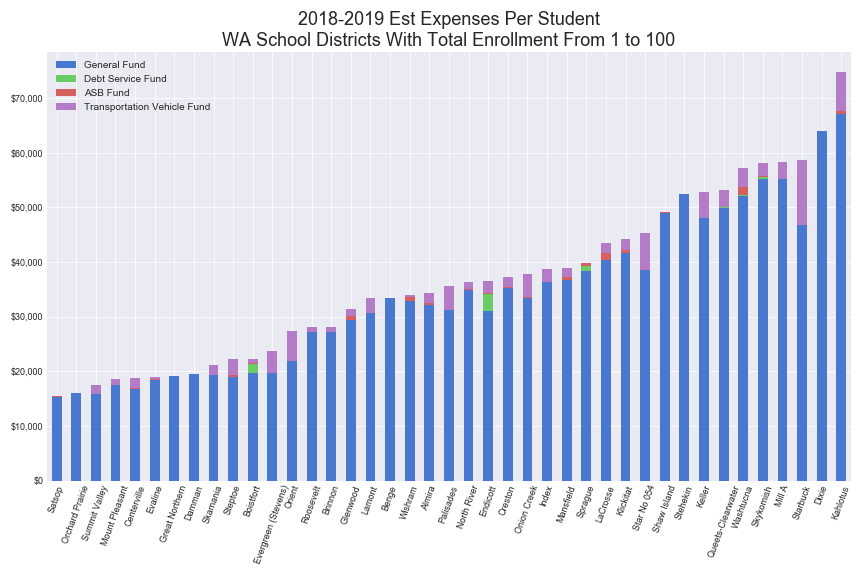 2018-2019 Est Expenses Per Student
WA School Districts With Total Enrollment From 1 to 100
General Fund
Debt Service Fund
ASB Fund
Transportation Vehicle Fund
$70,000
$60,000
$50,000
$40,000
$30,000
$20,000
$10,000
$0
Satsop
Orchard Prairie
Summit Valley
Mount Pleasant
Centerville
Evaline
Great Northern
Damman
Skamania
Steptoe
Boistfort
Evergreen (Stevens)
Orient
Roosevelt
Brinnon
Glenwood
Lamont
Benge
Wishram
Almira
Palisades
North River
Endicott
Creston
Onion Creek
Index
Mansfield
Sprague
LaCrosse
Klickitat
Star No 054
Shaw Island
Stehekin
Keller
Queets-Clearwater
Washtucna
Skykomish
Mill A
Starbuck
Dixie
Kahlotus